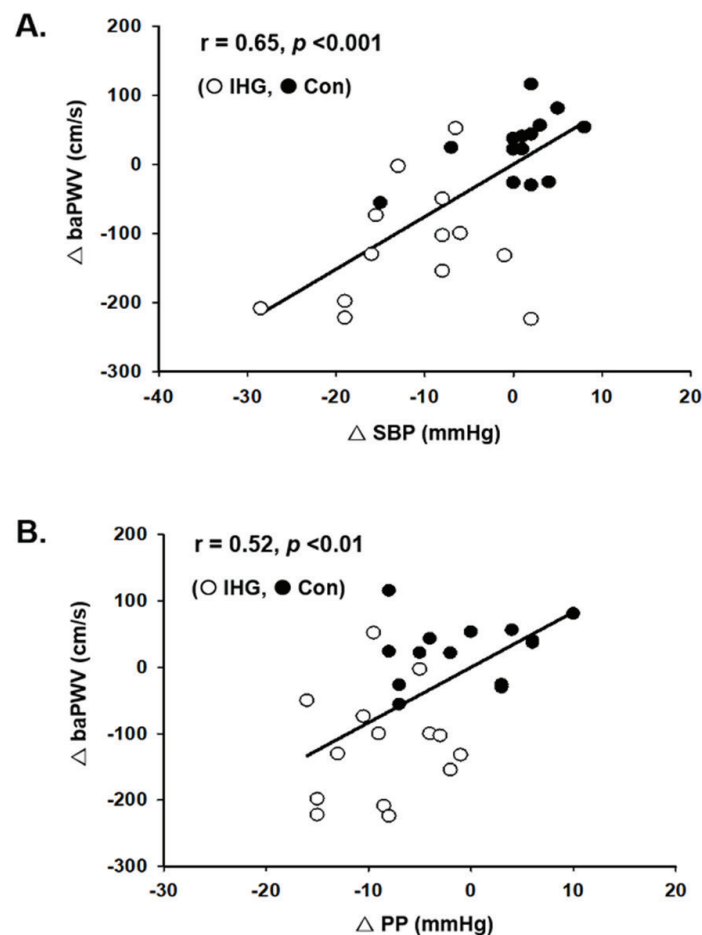 A.
r = 0.65, p <0.001
(○ IHG, ● Con)
200
100
0
-100
-200
-300
△ baPWV (cm/s)
-40 -30 -20 -10 0 10 20
△ SBP (mmHg)
B.
r = 0.52, p <0.01
(○ IHG, ● Con)
200
100
0
-100
-200
-300
△ baPWV (cm/s)
-30 -20 -10 0 10 20
△ PP (mmHg)